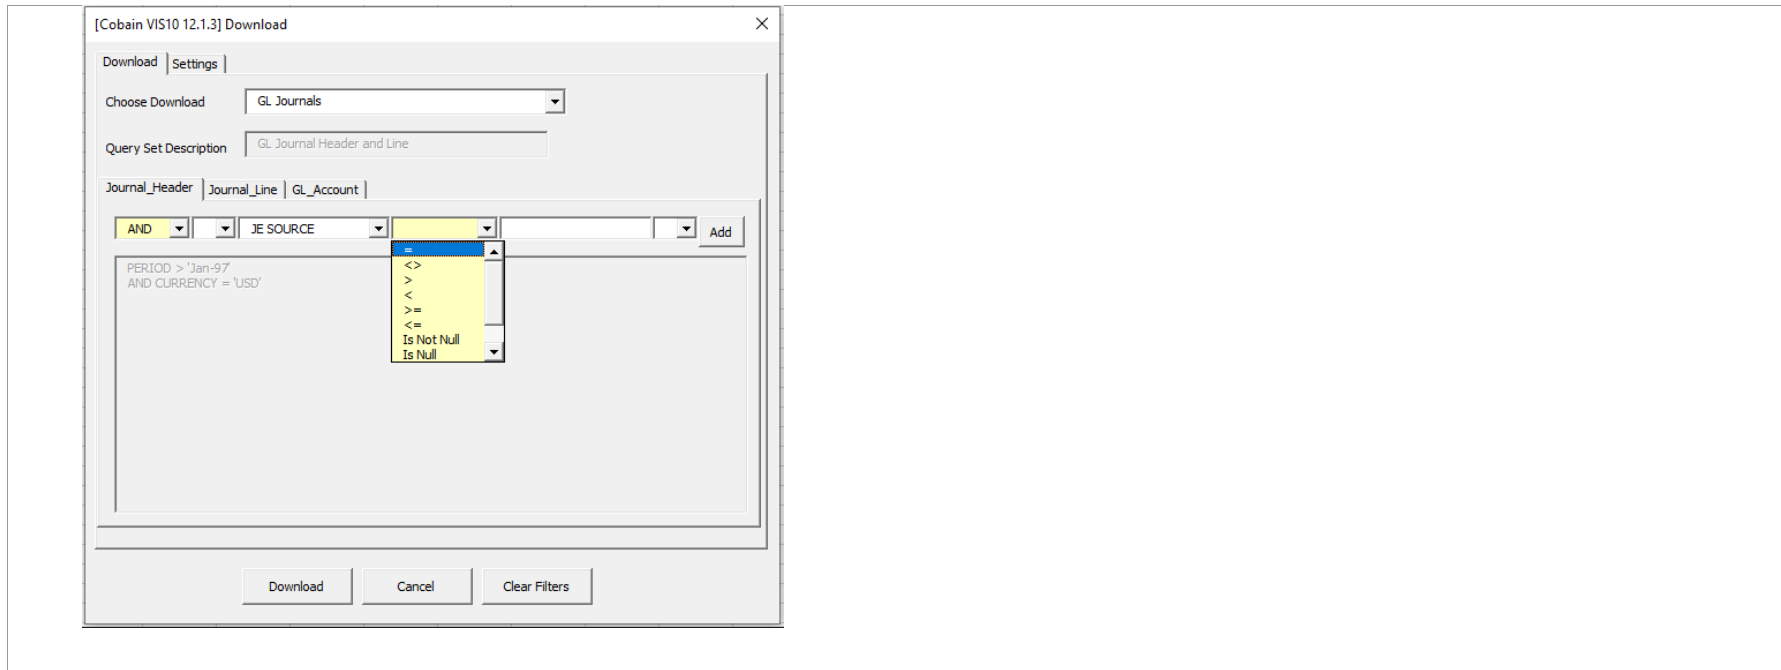 [Cobain VIS10 12.1.3] Download
Download Settings
Choose Download GL Journals
Query Set Description GL Journal Header and Line
Journal_Header Journal_Line GL_Account
AND JE SOURCE Add
=
<>
>
<
>=
<=
Is Not Null
Is Null
PERIOD > 'Jan-97'
AND CURRENCY = 'USD'
Download Cancel Clear Filters